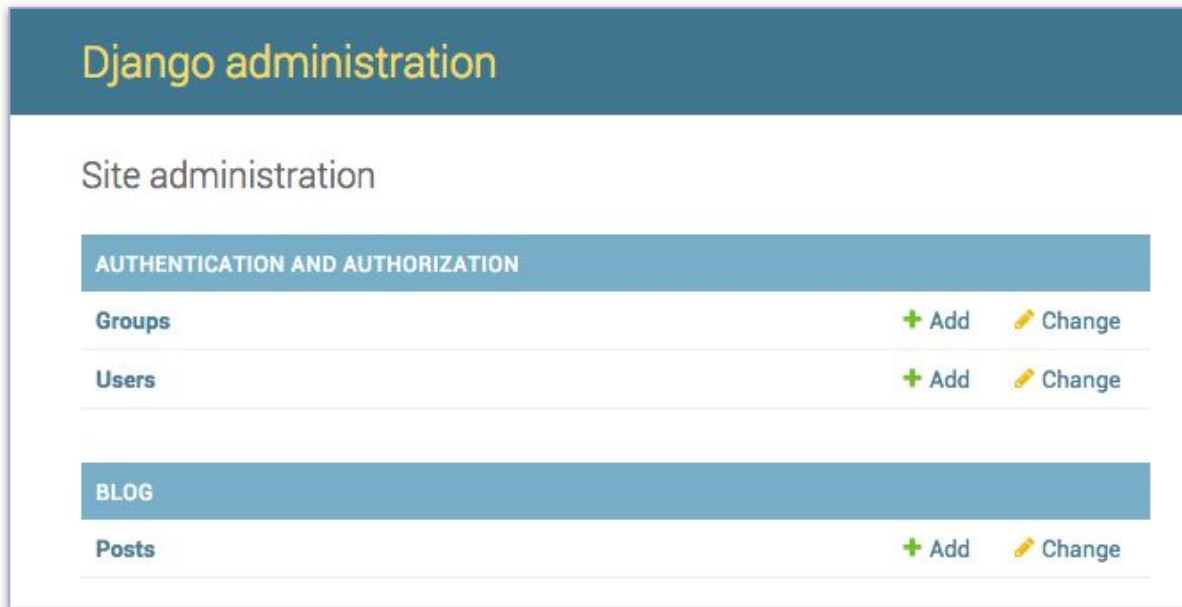 Django administration
Site administration
AUTHENTICATION AND AUTHORIZATION
Groups Add Change
Users Add Change
BLOG
Posts Add Change